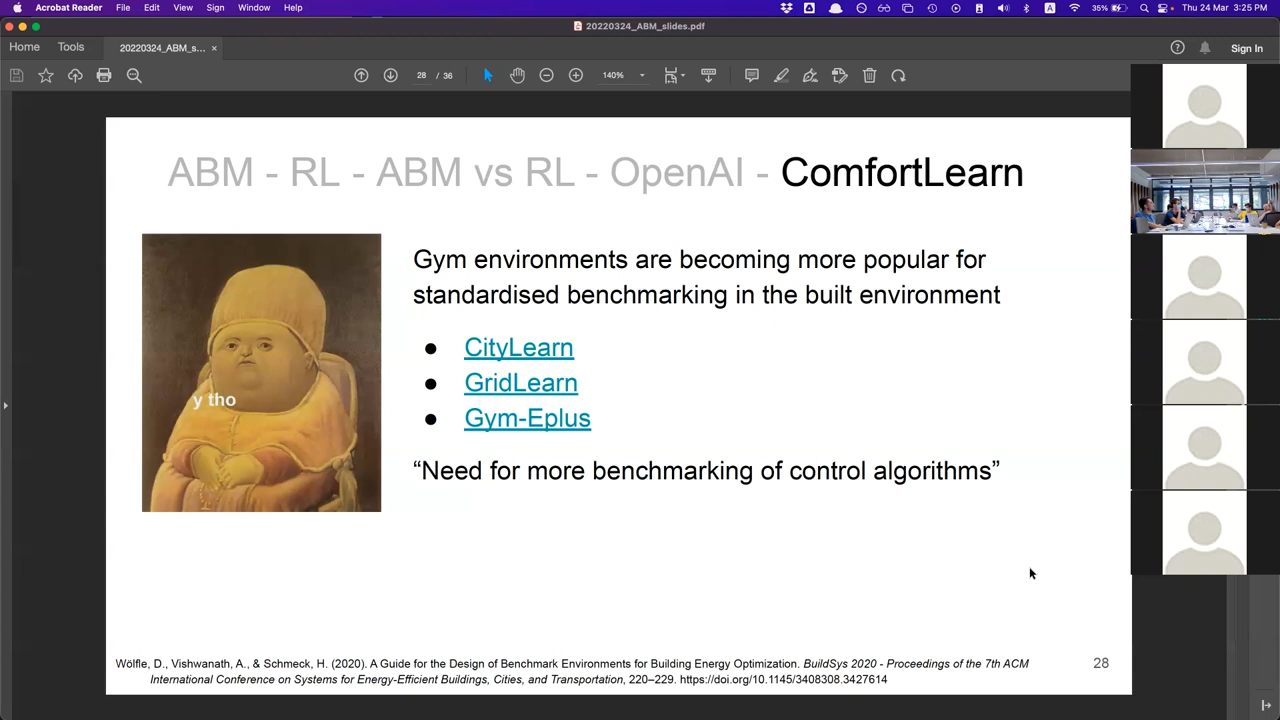 Acrobat Reader File Edit View Sign Window Help
A 35% Thu 24 Mar 3:25 PM
20220324_ABM_slides.pdf
Home Tools 20220324_ABM_s... × Sign In
28 / 36 140%
ABM - RL - ABM vs RL - OpenAI - ComfortLearn
y tho
Gym environments are becoming more popular for
standardised benchmarking in the built environment
● CityLearn
● GridLearn
● Gym-Eplus
“Need for more benchmarking of control algorithms”
Wölfle, D., Vishwanath, A., & Schmeck, H. (2020). A Guide for the Design of Benchmark Environments for Building Energy Optimization. BuildSys 2020 - Proceedings of the 7th ACM
International Conference on Systems for Energy-Efficient Buildings, Cities, and Transportation, 220–229. https://doi.org/10.1145/3408308.3427614
28